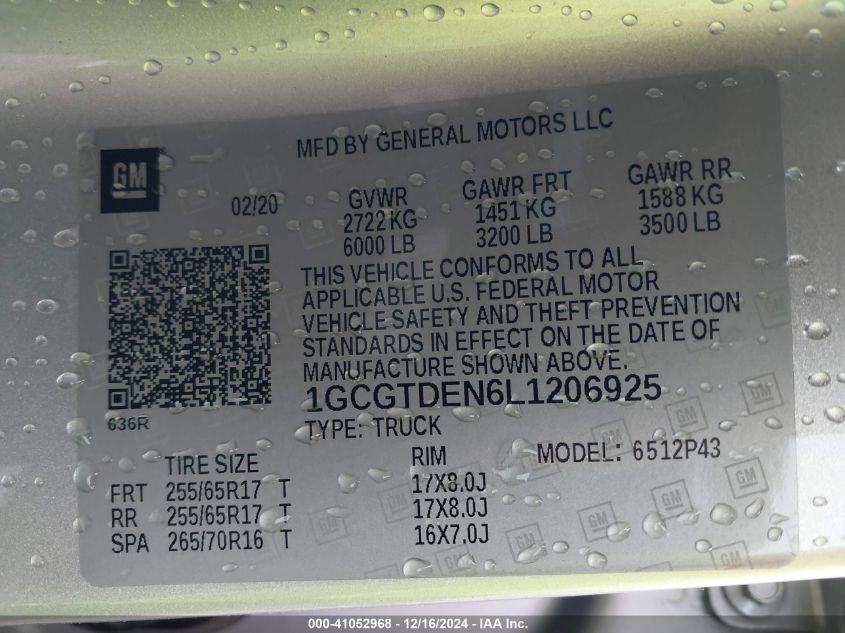 MFD BY GENERAL MOTORS LLC
GM
02/20
GVWR
2722 KG
6000 LB
GAWR FRT
1451 KG
3200 LB
GAWR RR
1588 KG
3500 LB
THIS VEHICLE CONFORMS TO ALL
APPLICABLE U.S. FEDERAL MOTOR
VEHICLE SAFETY AND THEFT PREVENTION
STANDARDS IN EFFECT ON THE DATE OF
MANUFACTURE SHOWN ABOVE.
1GCGTDEN6L1206925
636R
TYPE: TRUCK
MODEL: 6512P43
TIRE SIZE RIM
FRT 255/65R17 T 17X8.0J
RR 255/65R17 T 17X8.0J
SPA 265/70R16 T 16X7.0J
000-41052968 - 12/16/2024 - IAA Inc.